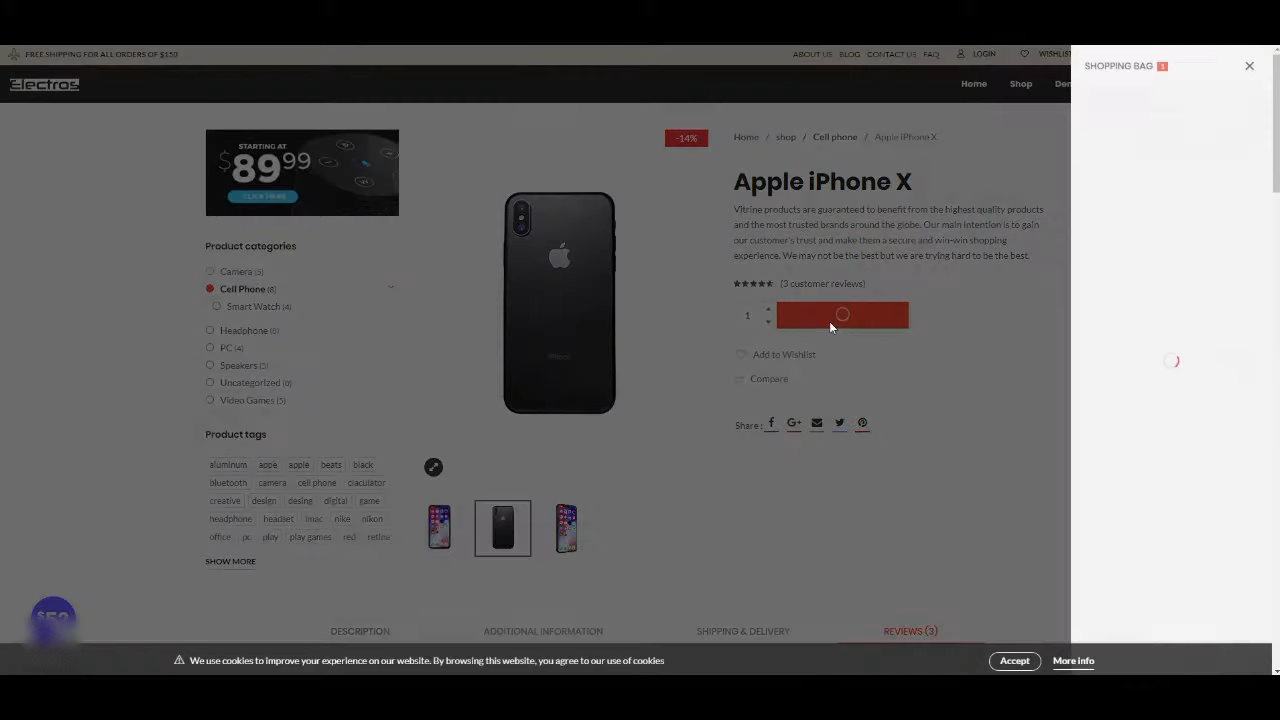 FREE SHIPPING FOR ALL ORDERS OF $150
ABOUT US BLOG CONTACT US FAQ LOGIN WISHLIST
SHOPPING BAG 1
Electros
Home Shop
-14%
Home / shop / Cell phone / Apple iPhone X
STARTING AT
$8999
CLICK HERE
Apple iPhone X
Vitrine products are guaranteed to benefit from the highest quality products
and the most trusted brands around the globe. Our main intention is to gain
our customer's trust and make them a secure and win-win shopping
experience. We may not be the best but we are trying hard to be the best.
(3 customer reviews)
1
Add to Wishlist
Compare
Share :
Product categories
Camera (5)
Cell Phone (8)
Smart Watch (4)
Headphone (6)
PC (4)
Speakers (5)
Uncategorized (0)
Video Games (5)
Product tags
aluminum appe apple beats black
bluetooth camera cell phone claculator
creative design desing digital game
headphone headset imac nike nikon
office pc play play games red retina
SHOW MORE
DESCRIPTION ADDITIONAL INFORMATION SHIPPING & DELIVERY REVIEWS (3)
We use cookies to improve your experience on our website. By browsing this website, you agree to our use of cookies
Accept More info